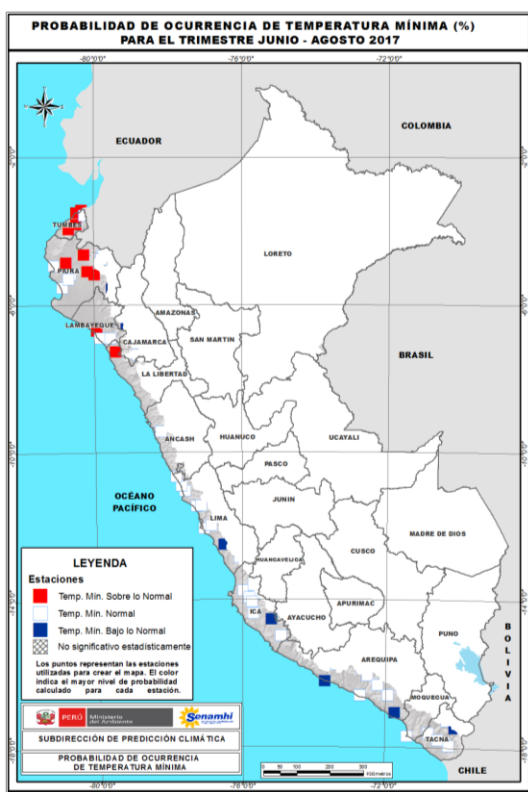 PROBABILIDAD DE OCURRENCIA DE TEMPERATURA MÍNIMA (%)
PARA EL TRIMESTRE JUNIO - AGOSTO 2017
-80°0'0" -76°0'0" -72°0'0"
COLOMBIA
ECUADOR
TUMBES
LORETO
PIURA
AMAZONAS
LAMBAYEQUE
CAJAMARCA
SAN MARTIN
BRASIL
LA LIBERTAD
ANCASH
HUANUCO
UCAYALI
PASCO
OCÉANO
PACÍFICO
JUNIN
LIMA
MADRE DE DIOS
HUANCAVELICA
CUSCO
ICA
AYACUCHO
APURIMAC
PUNO
BOLIVIA
AREQUIPA
MOQUEGUA
TACNA
CHILE
LEYENDA
Estaciones
Temp. Mín. Sobre lo Normal
Temp. Mín. Normal
Temp. Mín. Bajo lo Normal
No significativo estadísticamente
Los puntos representan las estaciones
utilizadas para crear el mapa. El color
indica el mayor nivel de probabilidad
calculado para cada estación.
PERÚ Ministerio del Ambiente Senamhi
SUBDIRECCIÓN DE PREDICCIÓN CLIMÁTICA
PROBABILIDAD DE OCURRENCIA
DE TEMPERATURA MÍNIMA
0 50 100 200 300
Kilómetros
-80°0'0" -76°0'0" -72°0'0"